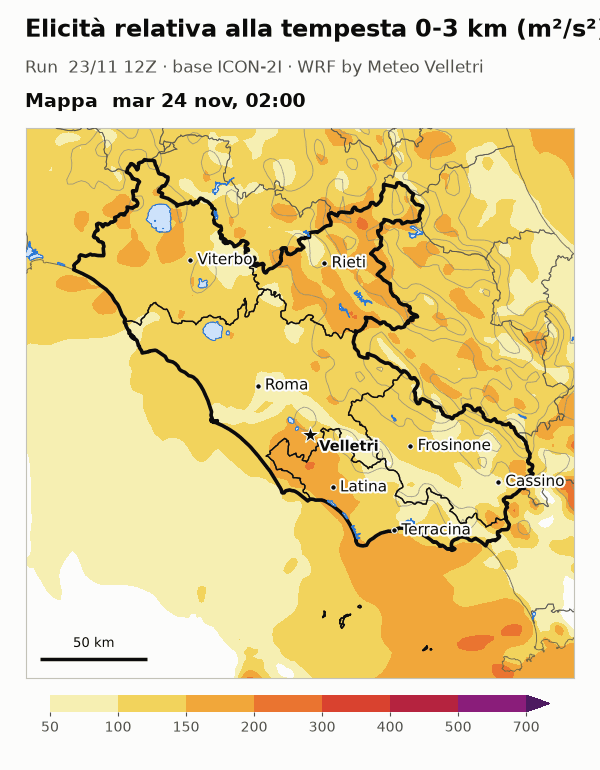 Elicità relativa alla tempesta 0-3 km (m²/s²)
Run  23/11 12Z · base ICON-2I · WRF by Meteo Velletri
Mappa  mar 24 nov, 02:00
Viterbo
Rieti
Roma
Velletri
Frosinone
Latina
Cassino
Terracina
50 km
50 100 150 200 300 400 500 700